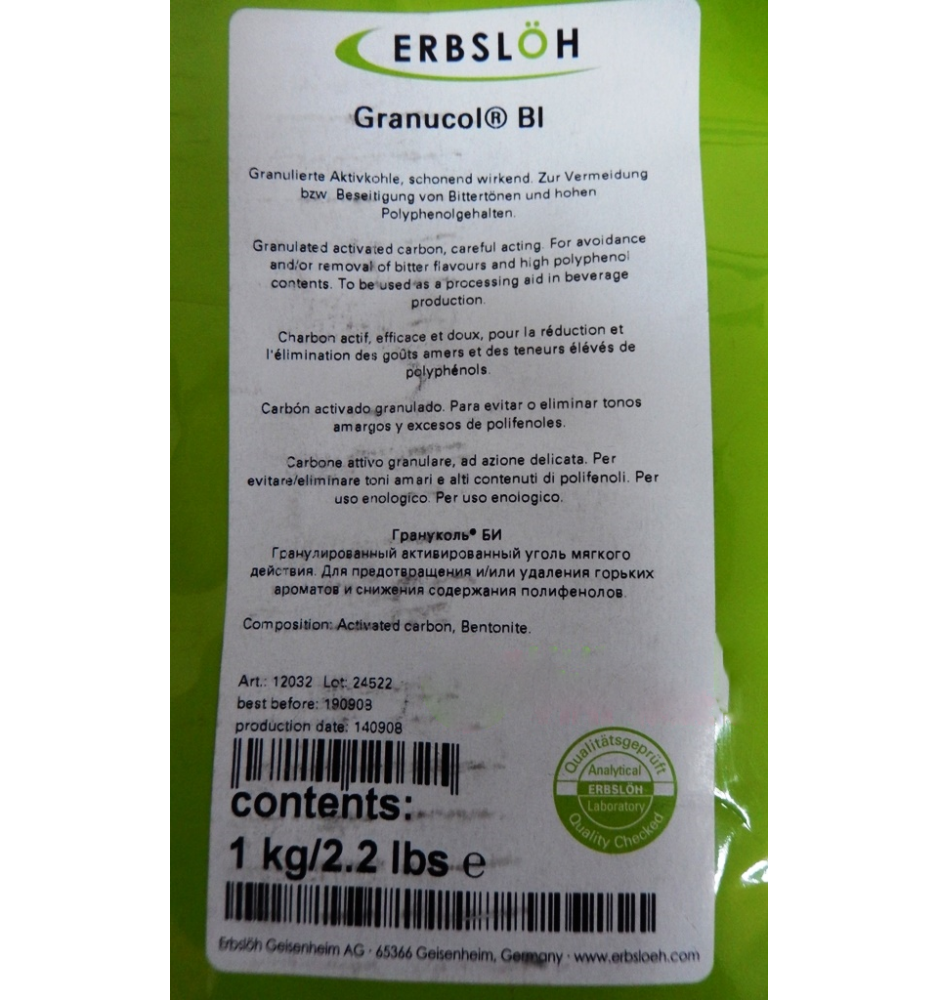 ERBSLÖH
Granucol® BI
Granulierte Aktivkohle, schonend wirkend. Zur Vermeidung
bzw. Beseitigung von Bittertönen und hohen
Polyphenolgehalten.
Granulated activated carbon, careful acting. For avoidance
and/or removal of bitter flavours and high polyphenol
contents. To be used as a processing aid in beverage
production.
Charbon actif, efficace et doux, pour la réduction et
l'élimination des goûts amers et des teneurs élévés de
polyphénols.
Carbón activado granulado. Para evitar o eliminar tonos
amargos y excesos de polifenoles.
Carbone attivo granulare, ad azione delicata. Per
evitare/eliminare toni amari e alti contenuti di polifenoli. Per
uso enologico. Per uso enologico.
Грануколь® БИ
Гранулированный активированный уголь мягкого
действия. Для предотвращения и/или удаления горьких
ароматов и снижения содержания полифенолов.
Composition: Activated carbon, Bentonite.
Art.: 12032 Lot: 24522
best before: 190903
production date: 140908
contents:
1 kg/2.2 lbs ℮
Qualitätsgeprüft
Analytical
ERBSLÖH
Laboratory
Quality Checked
Erbslöh Geisenheim AG · 65366 Geisenheim, Germany · www.erbsloeh.com